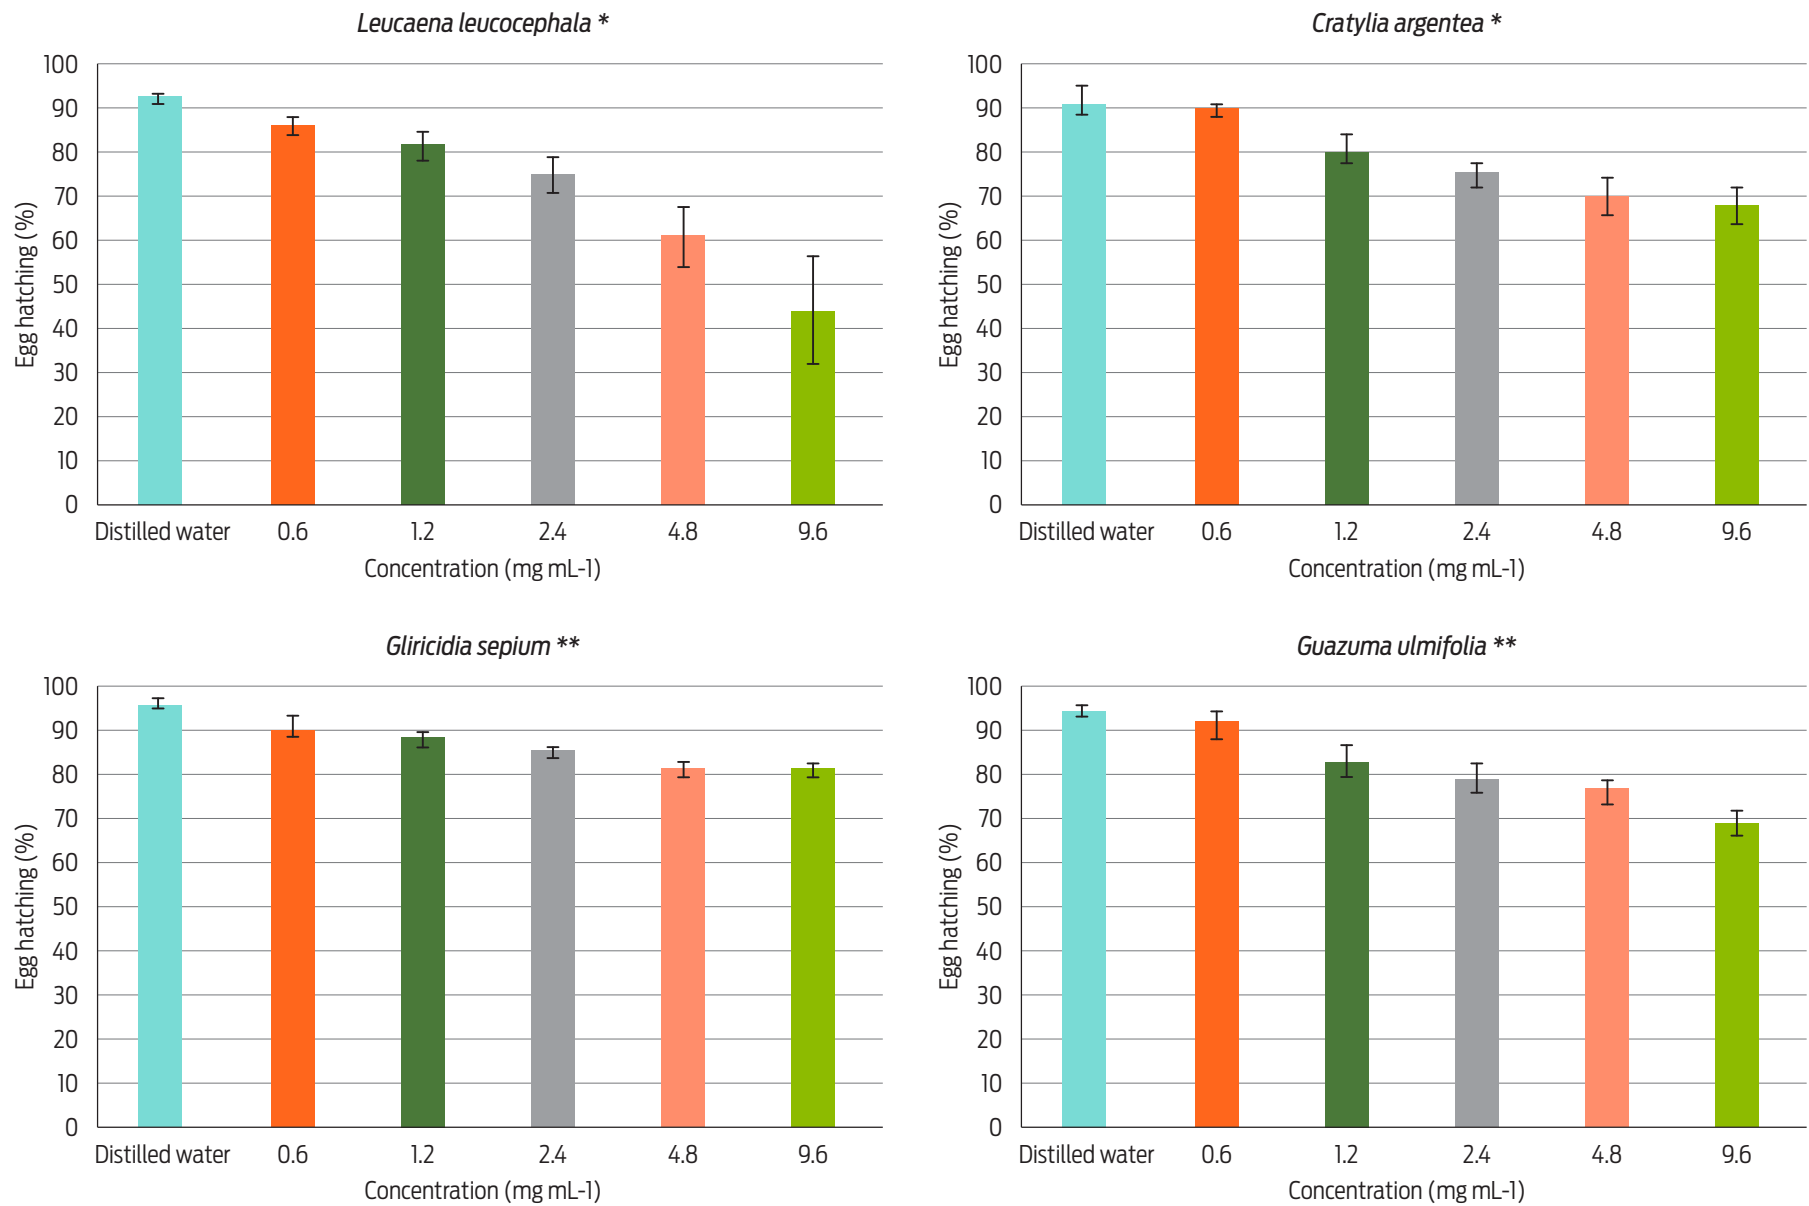 Leucaena leucocephala *
100
90
80
70
60
50
40
30
20
10
0
Egg hatching (%)
Distilled water 0.6 1.2 2.4 4.8 9.6
Concentration (mg mL-1)
Cratylia argentea *
100
90
80
70
60
50
40
30
20
10
0
Egg hatching (%)
Distilled water 0.6 1.2 2.4 4.8 9.6
Concentration (mg mL-1)
Gliricidia sepium **
100
90
80
70
60
50
40
30
20
10
0
Egg hatching (%)
Distilled water 0.6 1.2 2.4 4.8 9.6
Concentration (mg mL-1)
Guazuma ulmifolia **
100
90
80
70
60
50
40
30
20
10
0
Egg hatching (%)
Distilled water 0.6 1.2 2.4 4.8 9.6
Concentration (mg mL-1)